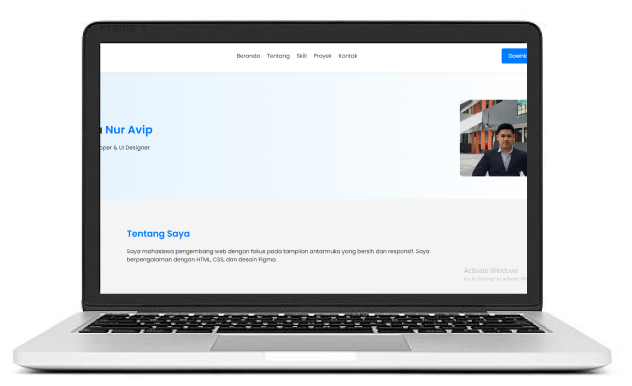 Frame 1
Beranda Tentang Skill Proyek Kontak
Nur Avip
oper & UI Designer
Tentang Saya
Saya mahasiswa pengembang web dengan fokus pada tampilan antarmuka yang bersih dan responsif. Saya
berpengalaman dengan HTML, CSS, dan desain Figma.
Activate Windows
Go to Settings to activate